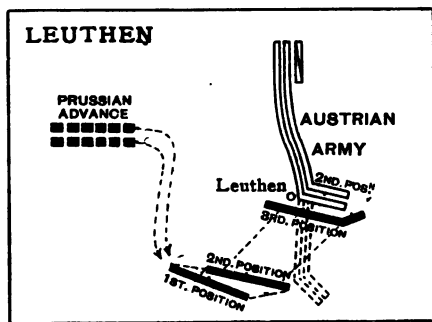 LEUTHEN
PRUSSIAN
ADVANCE
AUSTRIAN
ARMY
2ND. POSN
Leuthen
3RD. POSITION
2ND. POSITION
1ST. POSITION